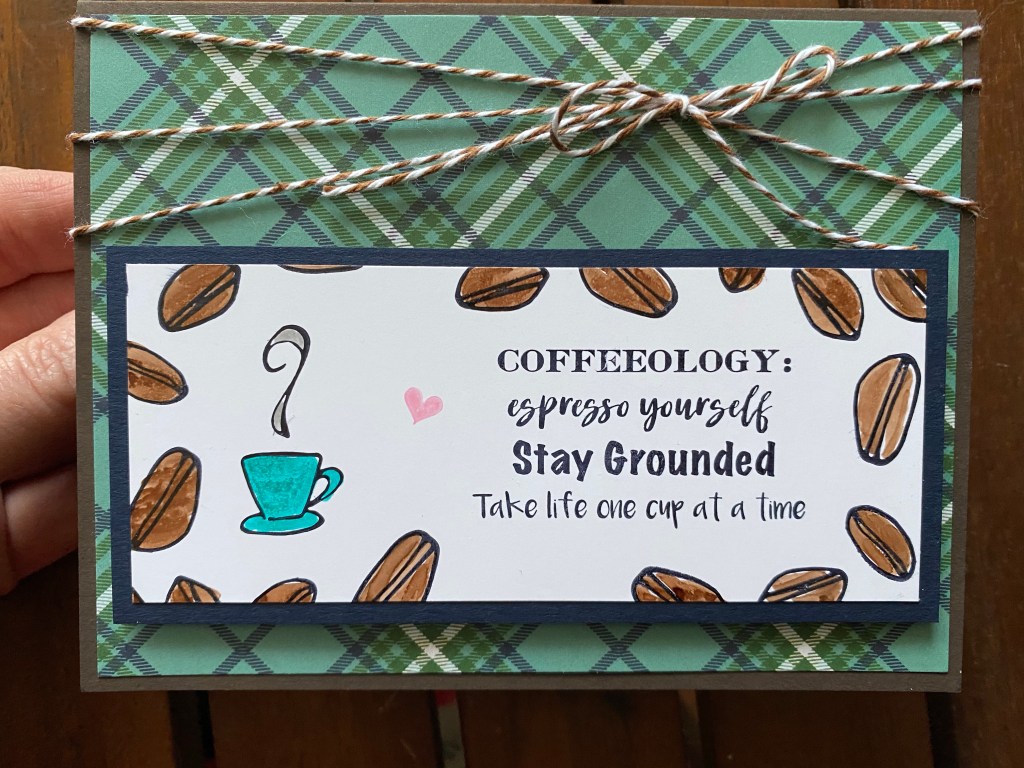 COFFEEOLOGY:
espresso yourself
Stay Grounded
Take life one cup at a time